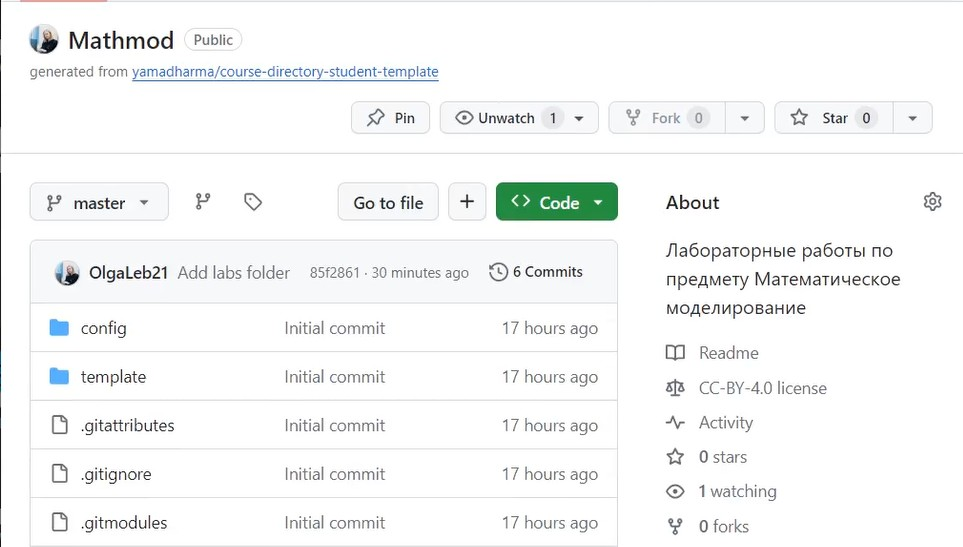 Mathmod Public
generated from yamadharma/course-directory-student-template
Pin Unwatch 1 Fork 0 Star 0
master Go to file + Code
OlgaLeb21 Add labs folder 85f2861 · 30 minutes ago 6 Commits
config Initial commit 17 hours ago
template Initial commit 17 hours ago
.gitattributes Initial commit 17 hours ago
.gitignore Initial commit 17 hours ago
.gitmodules Initial commit 17 hours ago
About
Лабораторные работы по
предмету Математическое
моделирование
Readme
CC-BY-4.0 license
Activity
0 stars
1 watching
0 forks